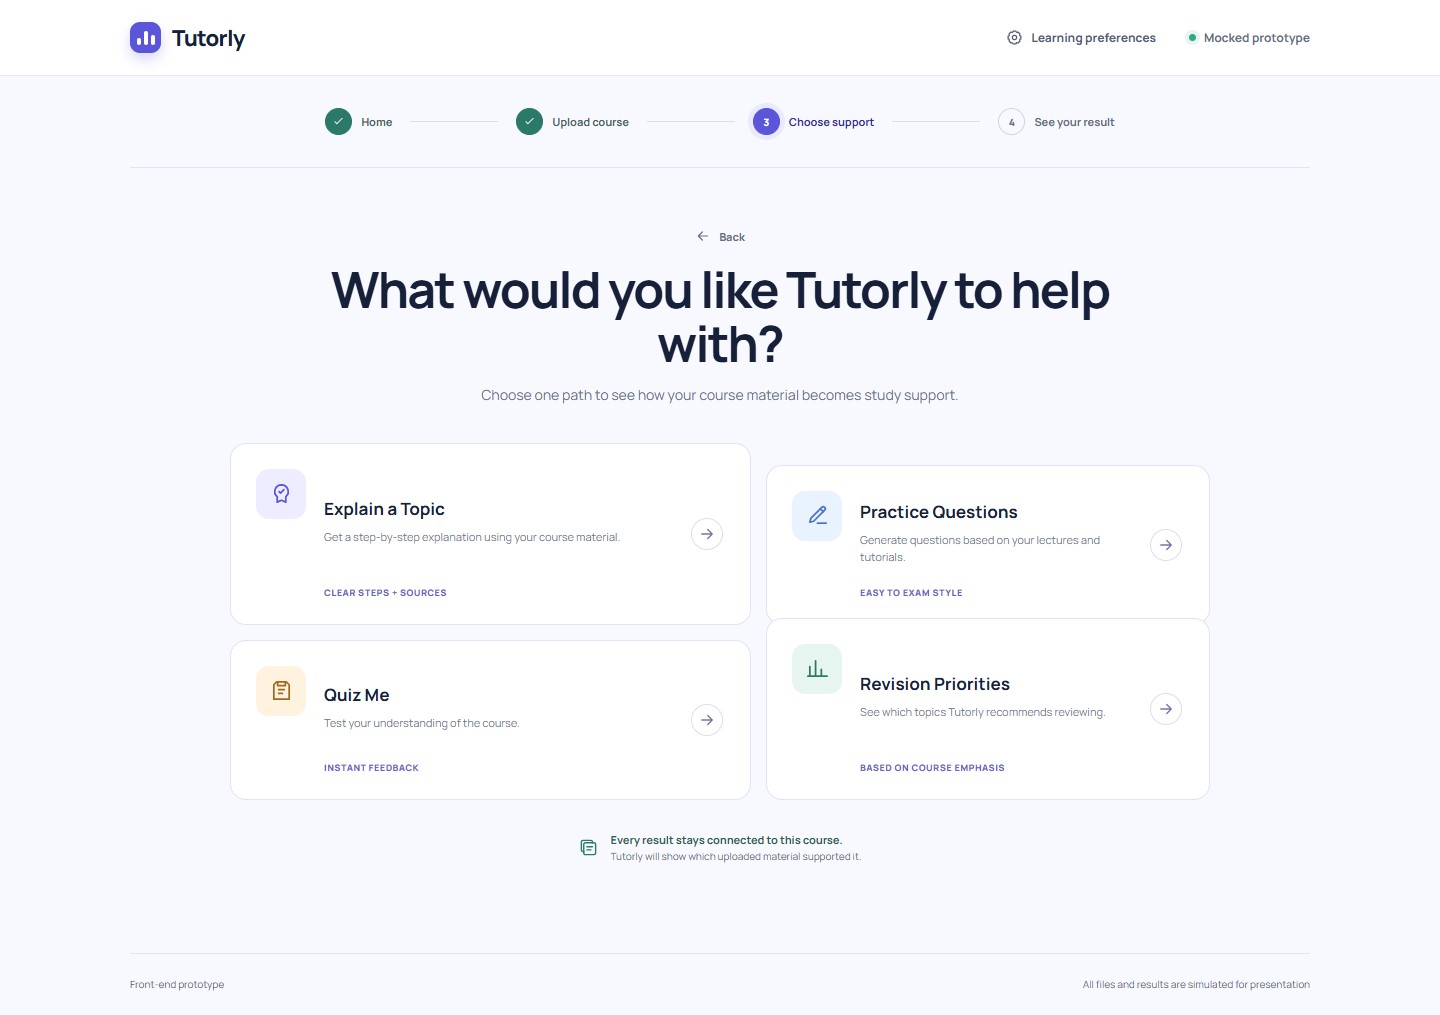 Tutorly
Learning preferences
Mocked prototype
Home
Upload course
3
Choose support
4
See your result
Back
What would you like Tutorly to help
with?
Choose one path to see how your course material becomes study support.
Explain a Topic
Get a step-by-step explanation using your course material.
CLEAR STEPS + SOURCES
Practice Questions
Generate questions based on your lectures and
tutorials.
EASY TO EXAM STYLE
Quiz Me
Test your understanding of the course.
INSTANT FEEDBACK
Revision Priorities
See which topics Tutorly recommends reviewing.
BASED ON COURSE EMPHASIS
Every result stays connected to this course.
Tutorly will show which uploaded material supported it.
Front-end prototype
All files and results are simulated for presentation